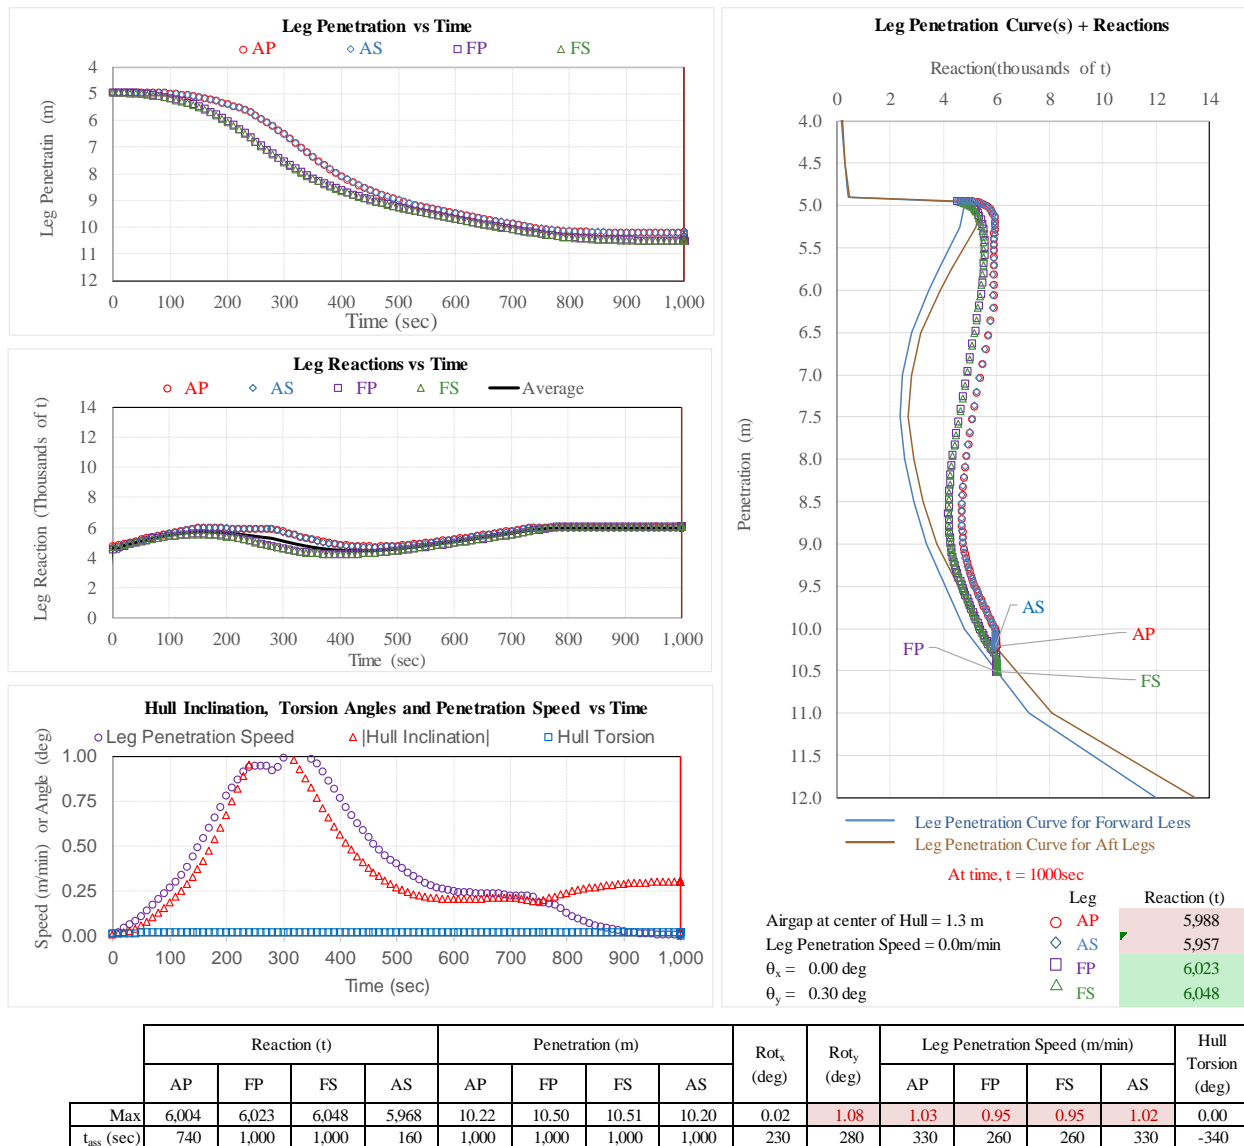 Leg Penetration vs Time
AP AS FP FS
4
5
6
7
8
9
10
11
12
Leg Penetratin (m)
0 100 200 300 400 500 600 700 800 900 1,000
Time (sec)
Leg Reactions vs Time
AP AS FP FS Average
14
12
10
8
6
4
2
0
Leg Reaction (Thousands of t)
0 100 200 300 400 500 600 700 800 900 1,000
Time (sec)
Hull Inclination, Torsion Angles and Penetration Speed vs Time
Leg Penetration Speed |Hull Inclination| Hull Torsion
1.00
0.75
0.50
0.25
0.00
Speed (m/min) or Angle (deg)
0 100 200 300 400 500 600 700 800 900 1,000
Time (sec)
Leg Penetration Curve(s) + Reactions
Reaction(thousands of t)
0 2 4 6 8 10 12 14
4.0
4.5
5.0
5.5
6.0
6.5
7.0
7.5
8.0
8.5
9.0
9.5
10.0
10.5
11.0
11.5
12.0
Penetration (m)
AS
AP
FP
FS
Leg Penetration Curve for Forward Legs
Leg Penetration Curve for Aft Legs
At time, t = 1000sec
Leg Reaction (t)
Airgap at center of Hull = 1.3 m AP 5,988
Leg Penetration Speed = 0.0m/min AS 5,957
θx = 0.00 deg FP 6,023
θy = 0.30 deg FS 6,048
Reaction (t) Penetration (m) Rotx (deg) Roty (deg) Leg Penetration Speed (m/min) Hull Torsion (deg)
AP FP FS AS AP FP FS AS AP FP FS AS
Max 6,004 6,023 6,048 5,968 10.22 10.50 10.51 10.20 0.02 1.08 1.03 0.95 0.95 1.02 0.00
tass (sec) 740 1,000 1,000 160 1,000 1,000 1,000 1,000 230 280 330 260 260 330 -340